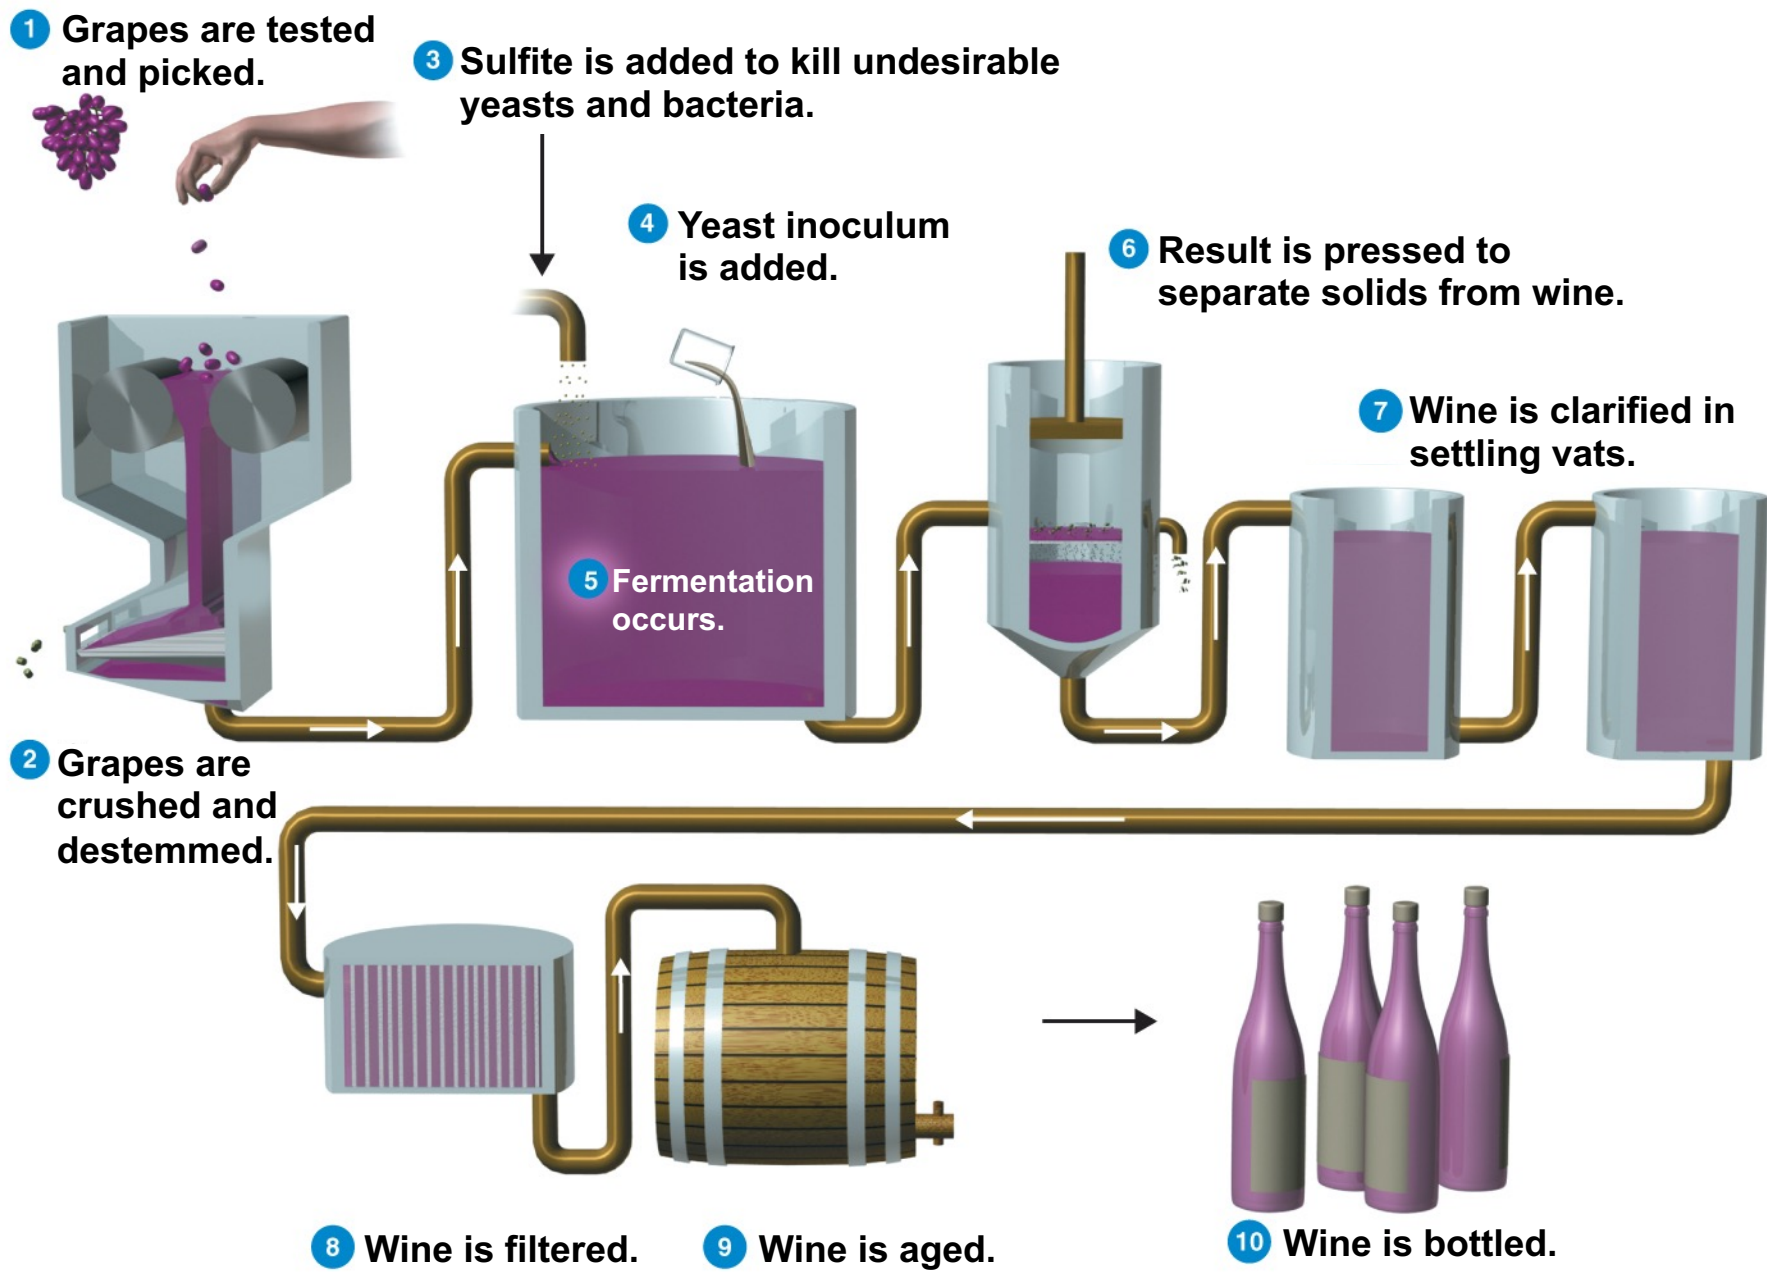 1 Grapes are tested
and picked.
3 Sulfite is added to kill undesirable
yeasts and bacteria.
4 Yeast inoculum
is added.
6 Result is pressed to
separate solids from wine.
7 Wine is clarified in
settling vats.
5 Fermentation
occurs.
2 Grapes are
crushed and
destemmed.
8 Wine is filtered.
9 Wine is aged.
10 Wine is bottled.